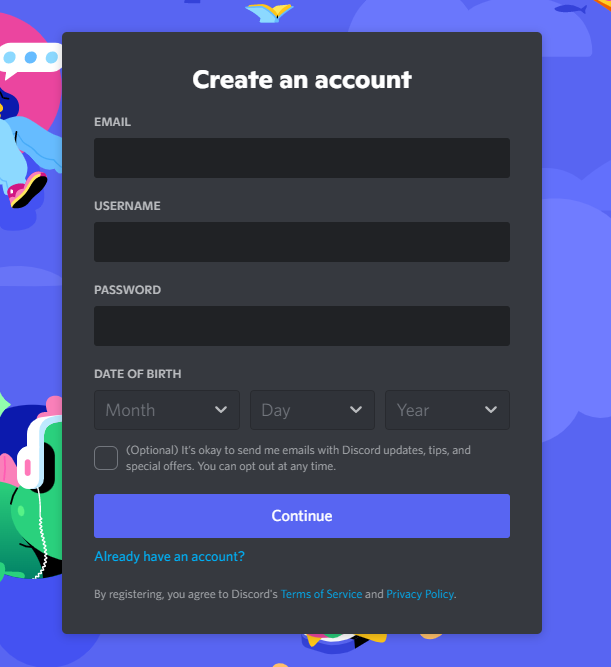 Create an account
EMAIL
USERNAME
PASSWORD
DATE OF BIRTH
Month Day Year
(Optional) It's okay to send me emails with Discord updates, tips, and
special offers. You can opt out at any time.
Continue
Already have an account?
By registering, you agree to Discord's Terms of Service and Privacy Policy.